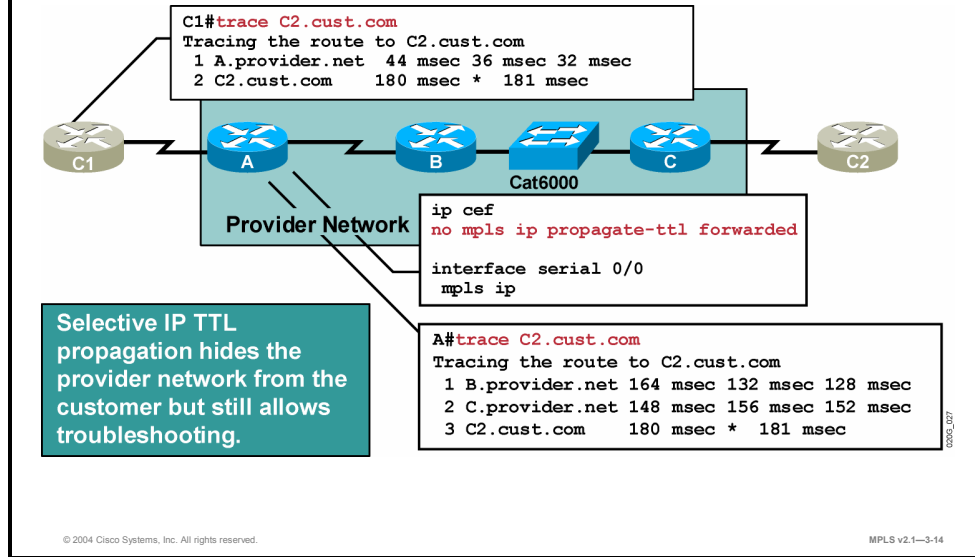 C1#trace C2.cust.com
Tracing the route to C2.cust.com
1 A.provider.net 44 msec 36 msec 32 msec
2 C2.cust.com 180 msec * 181 msec
C1
A
B
Cat6000
C
C2
Provider Network
ip cef
no mpls ip propagate-ttl forwarded
interface serial 0/0
mpls ip
Selective IP TTL
propagation hides the
provider network from the
customer but still allows
troubleshooting.
A#trace C2.cust.com
Tracing the route to C2.cust.com
1 B.provider.net 164 msec 132 msec 128 msec
2 C.provider.net 148 msec 156 msec 152 msec
3 C2.cust.com 180 msec * 181 msec
020G_027
© 2004 Cisco Systems, Inc. All rights reserved.
MPLS v2.1—3-14